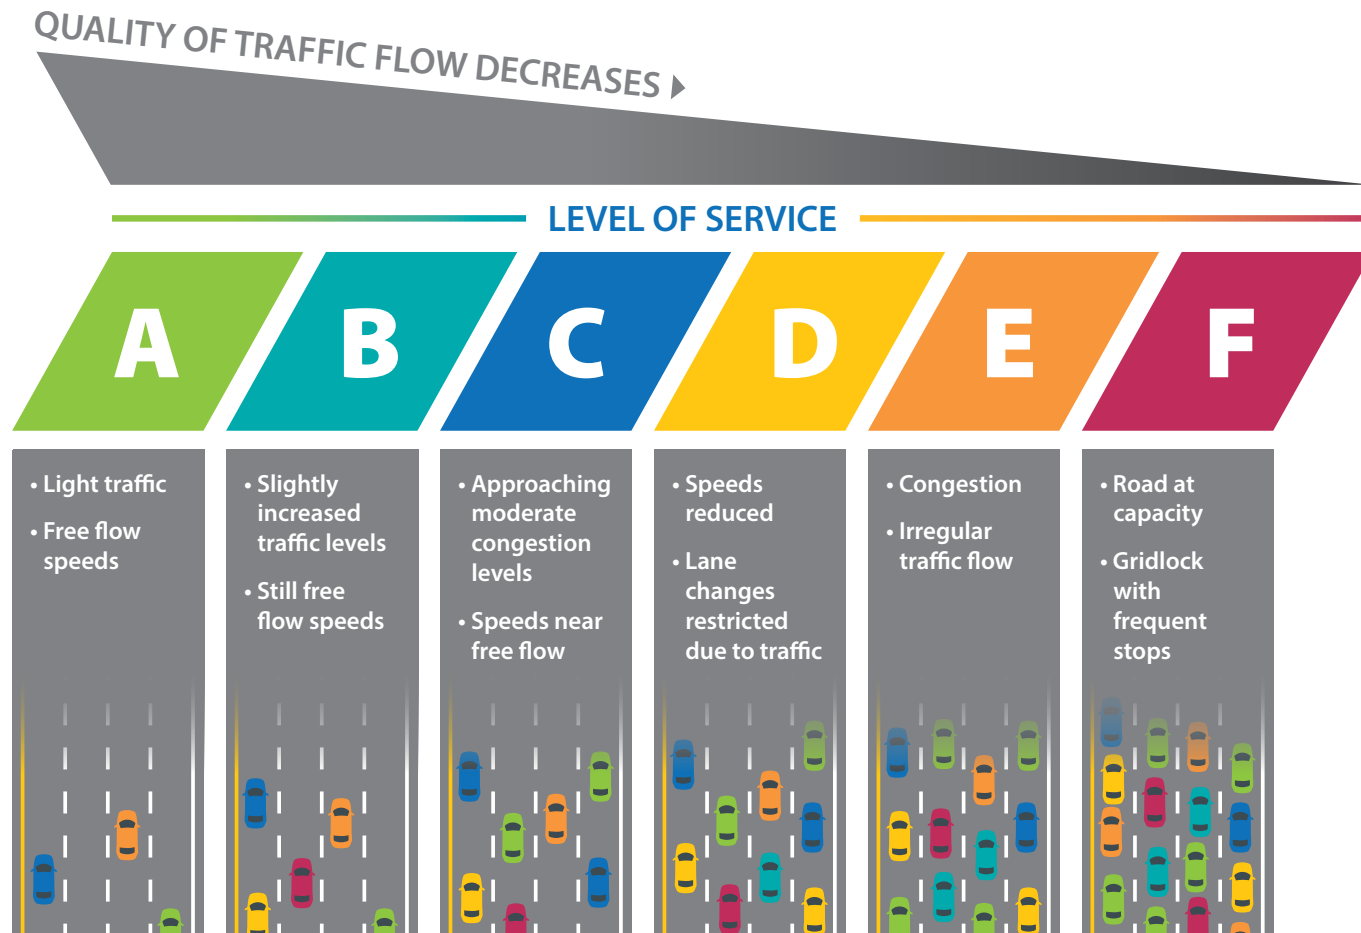 QUALITY OF TRAFFIC FLOW DECREASES
LEVEL OF SERVICE
A
B
C
D
E
F
• Light traffic
• Free flow
speeds
• Slightly
increased
traffic levels
• Still free
flow speeds
• Approaching
moderate
congestion
levels
• Speeds near
free flow
• Speeds
reduced
• Lane
changes
restricted
due to traffic
• Congestion
• Irregular
traffic flow
• Road at
capacity
• Gridlock
with
frequent
stops